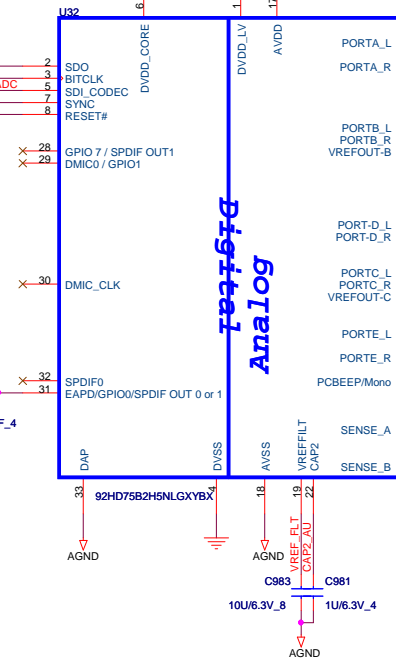 U32
6
1
17
DVDD_CORE
DVDD_LV
AVDD
PORTA_L
PORTA_R
2 SDO
3 BITCLK
ADC
5 SDI_CODEC
7 SYNC
8 RESET#
PORTB_L
PORTB_R
VREFOUT-B
28 GPIO 7 / SPDIF OUT1
29 DMIC0 / GPIO1
Digital
Analog
PORT-D_L
PORT-D_R
30 DMIC_CLK
PORTC_L
PORTC_R
VREFOUT-C
PORTE_L
PORTE_R
32 SPDIF0
PCBEEP/Mono
31 EAPD/GPIO0/SPDIF OUT 0 or 1
F_4
SENSE_A
SENSE_B
DAP
DVSS
AVSS
VREFFILT
CAP2
33
92HD75B2H5NLGXYBX
4
18
19
22
VREF_FLT
CAP2_AU
AGND
AGND
C983
C981
10U/6.3V_8
1U/6.3V_4
AGND